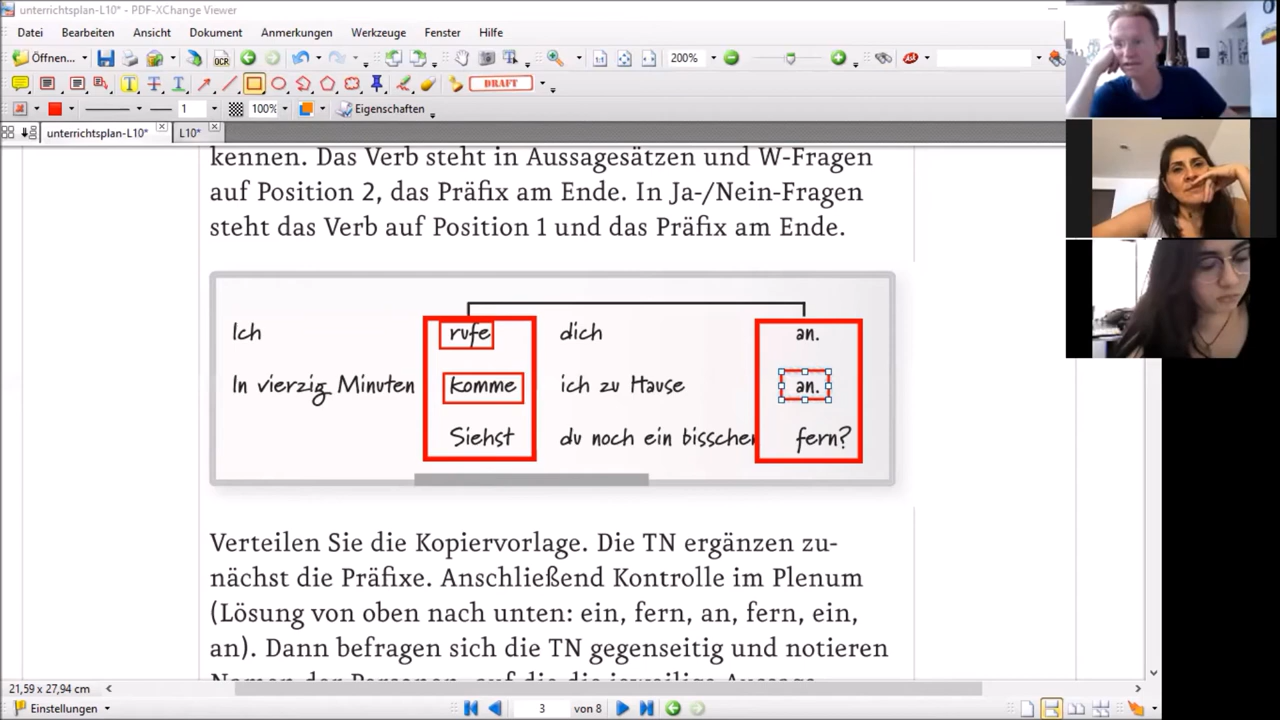 unterrichtsplan-L10* - PDF-XChange Viewer
Datei Bearbeiten Ansicht Dokument Anmerkungen Werkzeuge Fenster Hilfe
Öffnen... OCR 200%
DRAFT
1 100% Eigenschaften
unterrichtsplan-L10* L10*
kennen. Das Verb steht in Aussagesätzen und W-Fragen
auf Position 2, das Präfix am Ende. In Ja-/Nein-Fragen
steht das Verb auf Position 1 und das Präfix am Ende.
Ich rufe dich an.
In vierzig Minuten komme ich zu Hause an.
Siehst du noch ein bisschen fern?
Verteilen Sie die Kopiervorlage. Die TN ergänzen zu-
nächst die Präfixe. Anschließend Kontrolle im Plenum
(Lösung von oben nach unten: ein, fern, an, fern, ein,
an). Dann befragen sich die TN gegenseitig und notieren
21,59 x 27,94 cm
Einstellungen 3 von 8